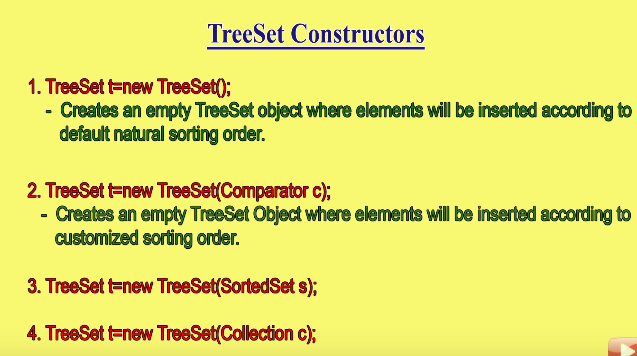 TreeSet Constructors
1. TreeSet t=new TreeSet();
- Creates an empty TreeSet object where elements will be inserted according to
default natural sorting order.
2. TreeSet t=new TreeSet(Comparator c);
- Creates an empty TreeSet Object where elements will be inserted according to
customized sorting order.
3. TreeSet t=new TreeSet(SortedSet s);
4. TreeSet t=new TreeSet(Collection c);